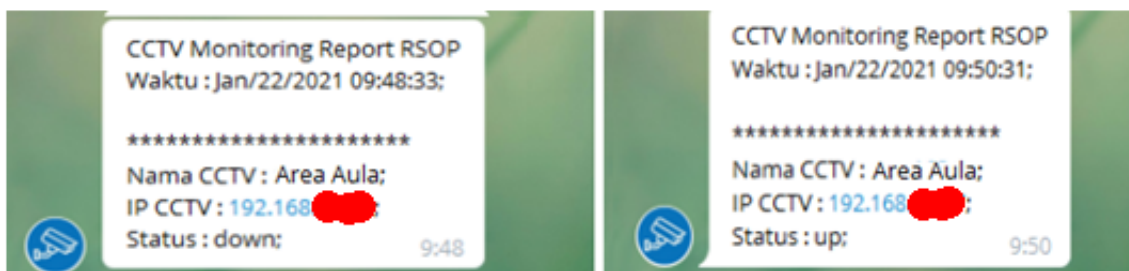 CCTV Monitoring Report RSOP
Waktu : Jan/22/2021 09:48:33;
***********************
Nama CCTV : Area Aula;
IP CCTV : 192.168
Status : down;
9:48
CCTV Monitoring Report RSOP
Waktu : Jan/22/2021 09:50:31;
**********************
Nama CCTV : Area Aula;
IP CCTV : 192.168 ;
Status : up;
9:50